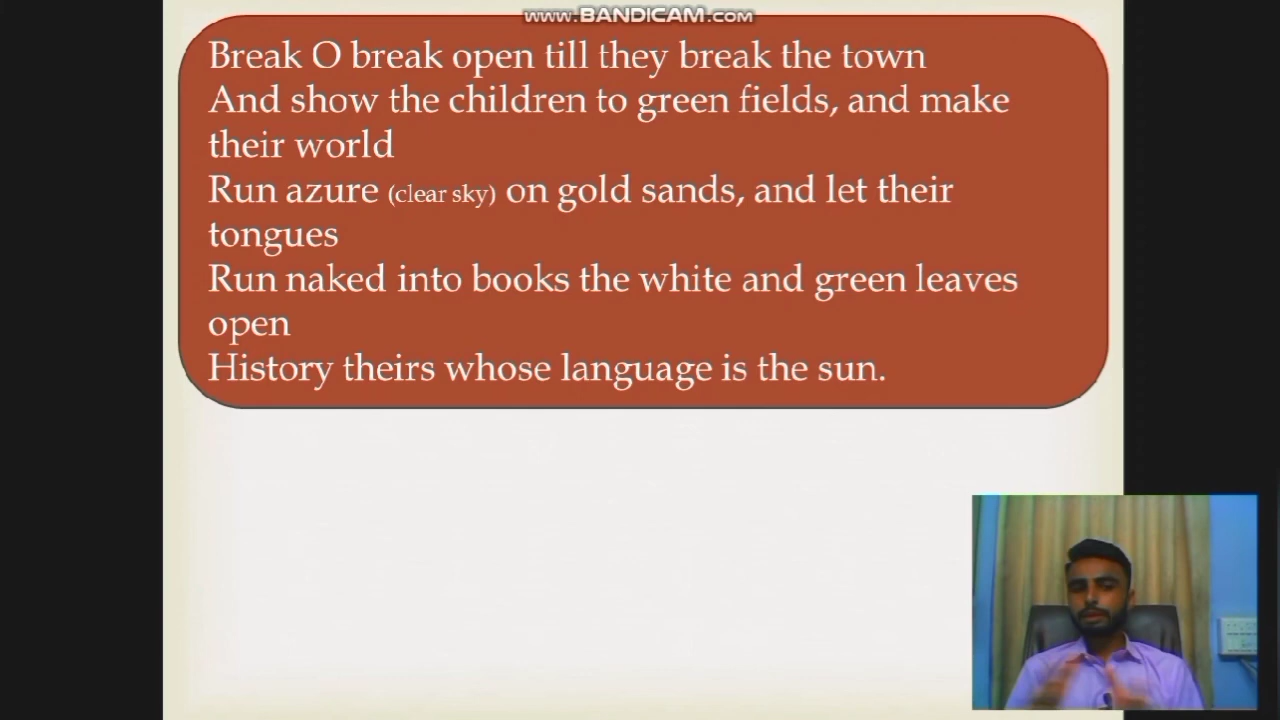 www.BANDICAM.com
Break O break open till they break the town
And show the children to green fields, and make
their world
Run azure (clear sky) on gold sands, and let their
tongues
Run naked into books the white and green leaves
open
History theirs whose language is the sun.